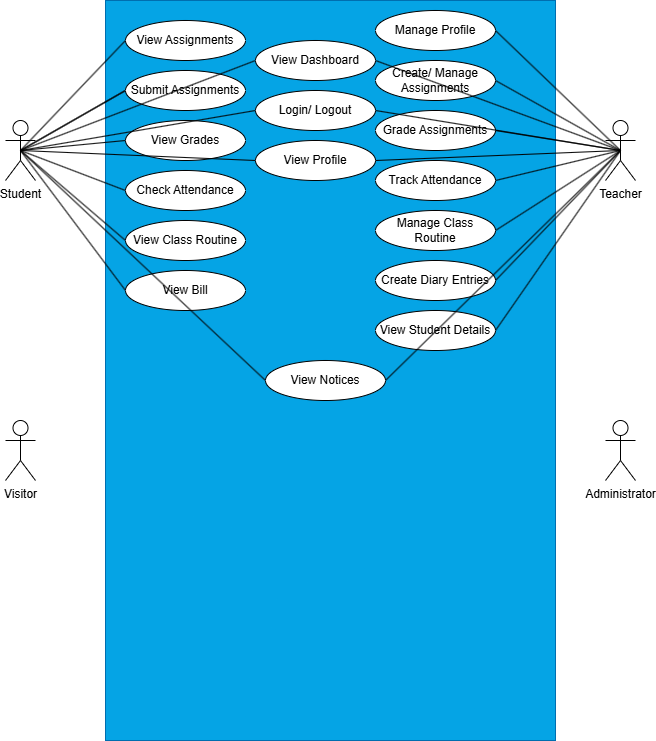 Manage Profile
View Assignments
View Dashboard
Create/ Manage
Assignments
Submit Assignments
Login/ Logout
Grade Assignments
View Grades
View Profile
Student
Check Attendance
Track Attendance
Teacher
Manage Class
Routine
View Class Routine
Create Diary Entries
View Bill
View Student Details
View Notices
Visitor
Administrator